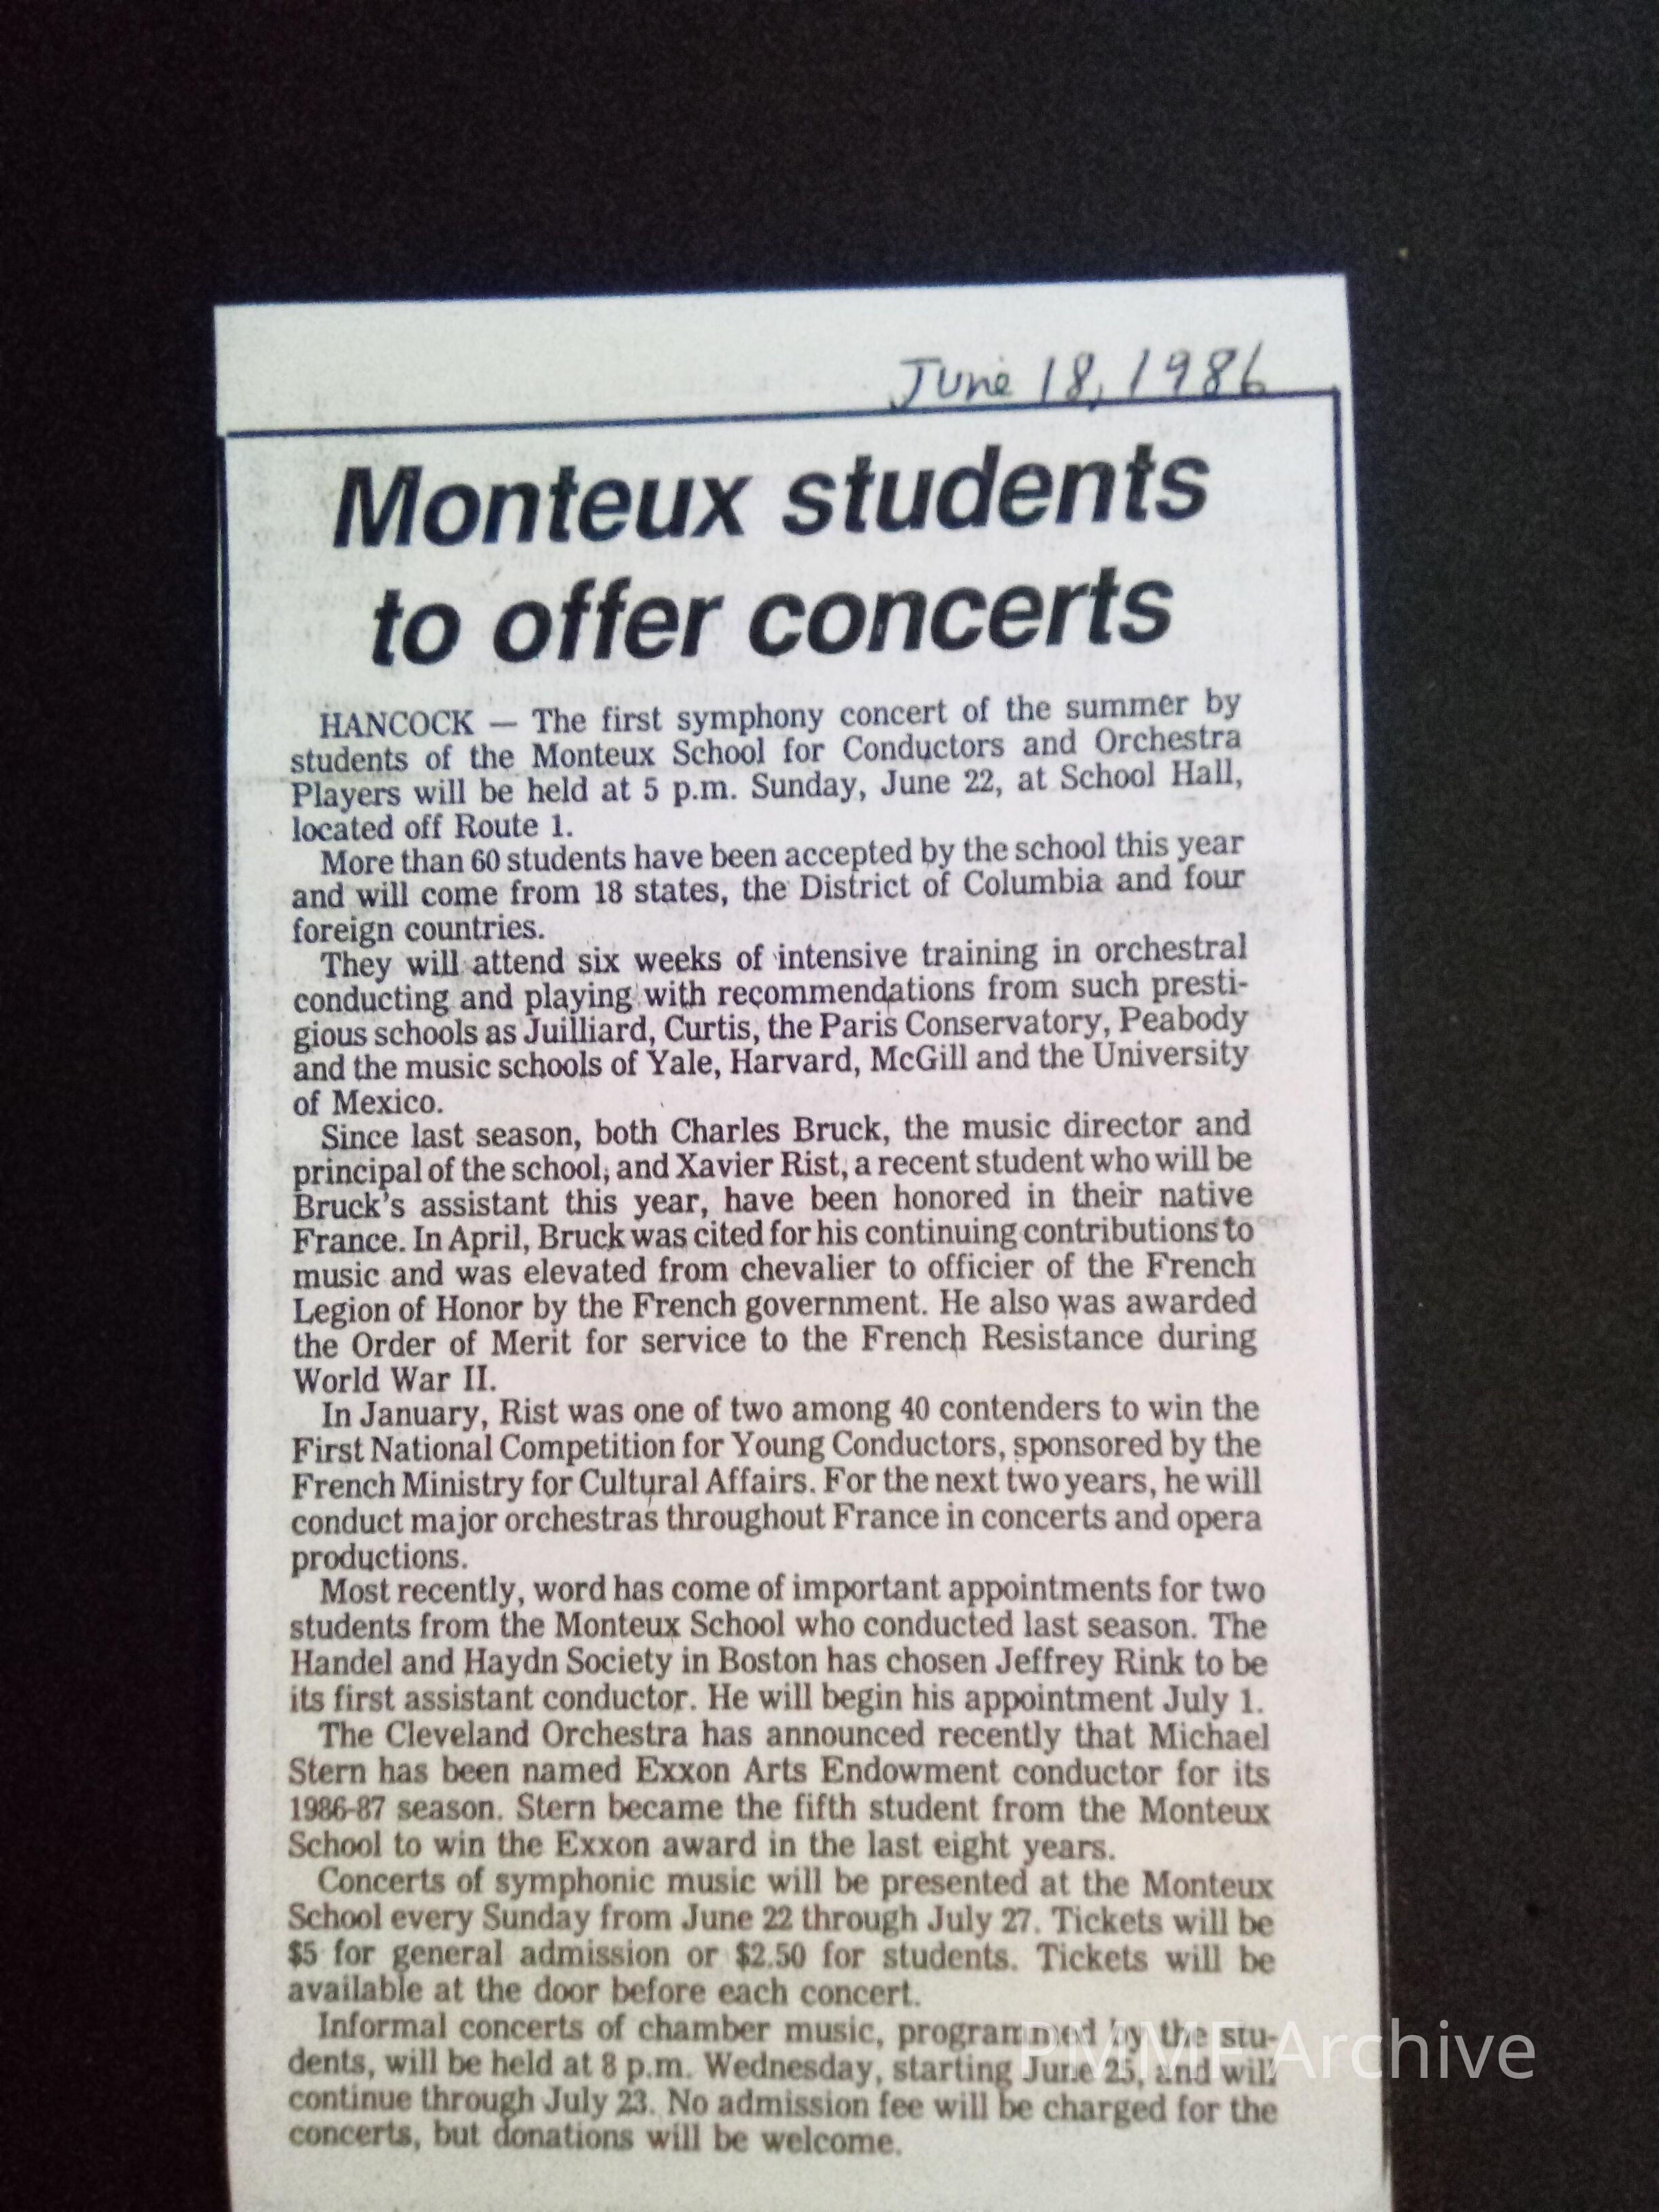 June 18, 1986
Monteux students
to offer concerts
HANCOCK — The first symphony concert of the summer by
students of the Monteux School for Conductors and Orchestra
Players will be held at 5 p.m. Sunday, June 22, at School Hall,
located off Route 1.
More than 60 students have been accepted by the school this year
and will come from 18 states, the District of Columbia and four
foreign countries.
They will attend six weeks of intensive training in orchestral
conducting and playing with recommendations from such presti-
gious schools as Juilliard, Curtis, the Paris Conservatory, Peabody
and the music schools of Yale, Harvard, McGill and the University
of Mexico.
Since last season, both Charles Bruck, the music director and
principal of the school, and Xavier Rist, a recent student who will be
Bruck's assistant this year, have been honored in their native
France. In April, Bruck was cited for his continuing contributions to
music and was elevated from chevalier to officier of the French
Legion of Honor by the French government. He also was awarded
the Order of Merit for service to the French Resistance during
World War II.
In January, Rist was one of two among 40 contenders to win the
First National Competition for Young Conductors, sponsored by the
French Ministry for Cultural Affairs. For the next two years, he will
conduct major orchestras throughout France in concerts and opera
productions.
Most recently, word has come of important appointments for two
students from the Monteux School who conducted last season. The
Handel and Haydn Society in Boston has chosen Jeffrey Rink to be
its first assistant conductor. He will begin his appointment July 1.
The Cleveland Orchestra has announced recently that Michael
Stern has been named Exxon Arts Endowment conductor for its
1986-87 season. Stern became the fifth student from the Monteux
School to win the Exxon award in the last eight years.
Concerts of symphonic music will be presented at the Monteux
School every Sunday from June 22 through July 27. Tickets will be
$5 for general admission or $2.50 for students. Tickets will be
available at the door before each concert.
Informal concerts of chamber music, programmed by the stu-
dents, will be held at 8 p.m. Wednesday, starting June 25, and will
continue through July 23. No admission fee will be charged for the
concerts, but donations will be welcome.
PMMF Archive